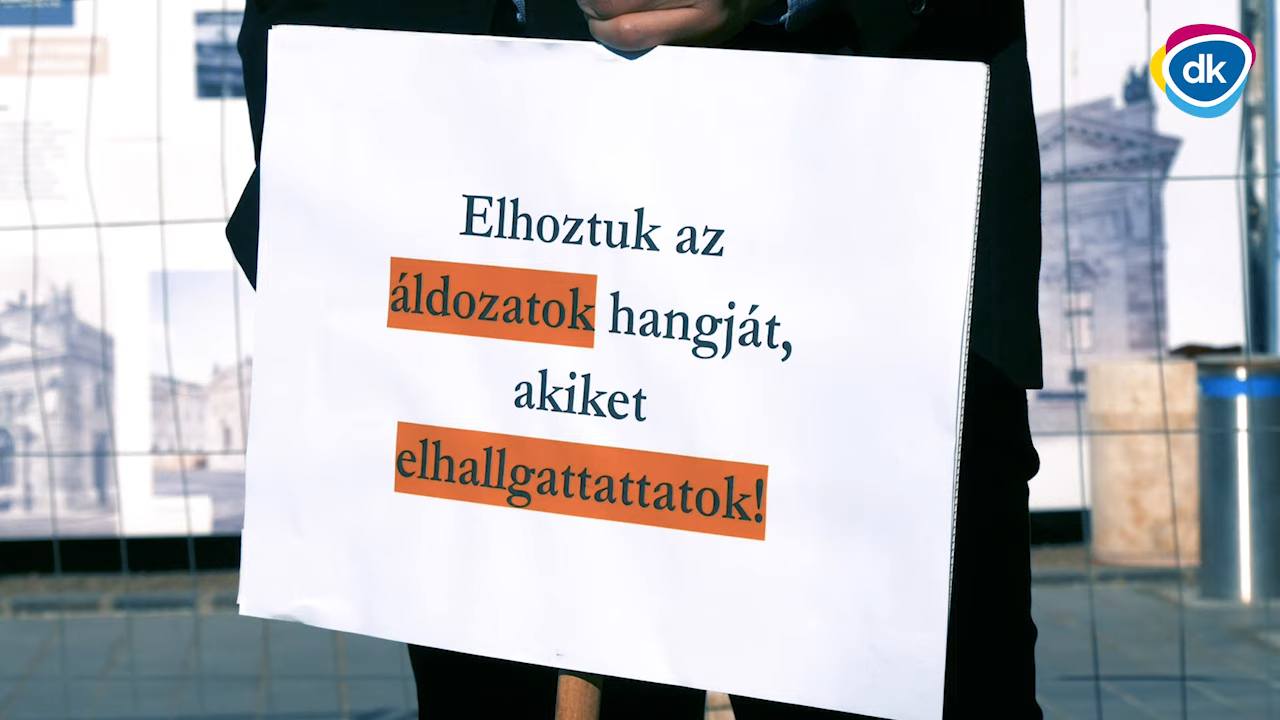 dk
Elhoztuk az
áldozatok hangját,
akiket
elhallgattattatok!